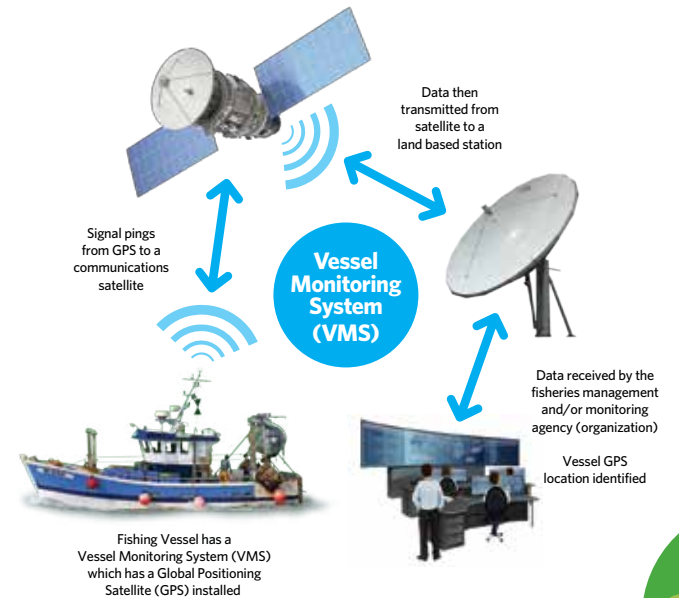 Data then
transmitted from
satellite to a
land based station
Signal pings
from GPS to a
communications
satellite
Vessel
Monitoring
System
(VMS)
Data received by the
fisheries management
and/or monitoring
agency (organization)
Vessel GPS
location identified
Fishing Vessel has a
Vessel Monitoring System (VMS)
which has a Global Positioning
Satellite (GPS) installed